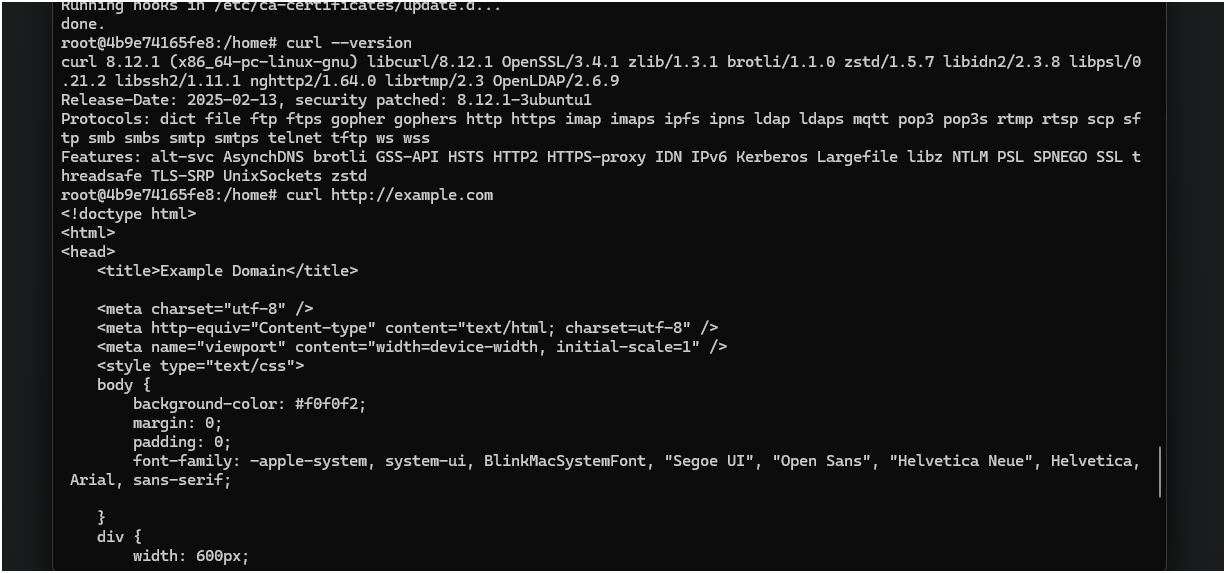 Running hooks in /etc/ca-certificates/update.d...
done.
root@4b9e74165fe8:/home# curl --version
curl 8.12.1 (x86_64-pc-linux-gnu) libcurl/8.12.1 OpenSSL/3.4.1 zlib/1.3.1 brotli/1.1.0 zstd/1.5.7 libidn2/2.3.8 libpsl/0
.21.2 libssh2/1.11.1 nghttp2/1.64.0 librtmp/2.3 OpenLDAP/2.6.9
Release-Date: 2025-02-13, security patched: 8.12.1-3ubuntu1
Protocols: dict file ftp ftps gopher gophers http https imap imaps ipfs ipns ldap ldaps mqtt pop3 pop3s rtmp rtsp scp sf
tp smb smbs smtp smtps telnet tftp ws wss
Features: alt-svc AsynchDNS brotli GSS-API HSTS HTTP2 HTTPS-proxy IDN IPv6 Kerberos Largefile libz NTLM PSL SPNEGO SSL t
hreadsafe TLS-SRP UnixSockets zstd
root@4b9e74165fe8:/home# curl http://example.com
<!doctype html>
<html>
<head>
    <title>Example Domain</title>

    <meta charset="utf-8" />
    <meta http-equiv="Content-type" content="text/html; charset=utf-8" />
    <meta name="viewport" content="width=device-width, initial-scale=1" />
    <style type="text/css">
    body {
        background-color: #f0f0f2;
        margin: 0;
        padding: 0;
        font-family: -apple-system, system-ui, BlinkMacSystemFont, "Segoe UI", "Open Sans", "Helvetica Neue", Helvetica,
 Arial, sans-serif;

    }
    div {
        width: 600px;